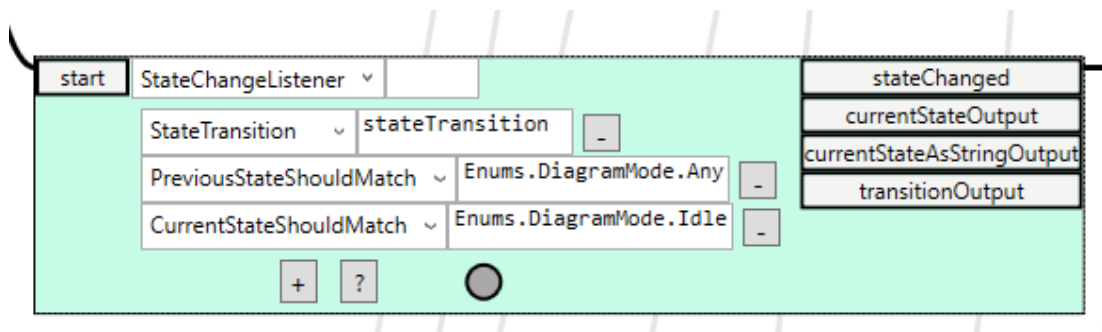 start StateChangeListener stateChanged
StateTransition stateTransition - currentStateOutput
currentStateAsStringOutput
PreviousStateShouldMatch Enums.DiagramMode.Any - transitionOutput
CurrentStateShouldMatch Enums.DiagramMode.Idle -
+ ?